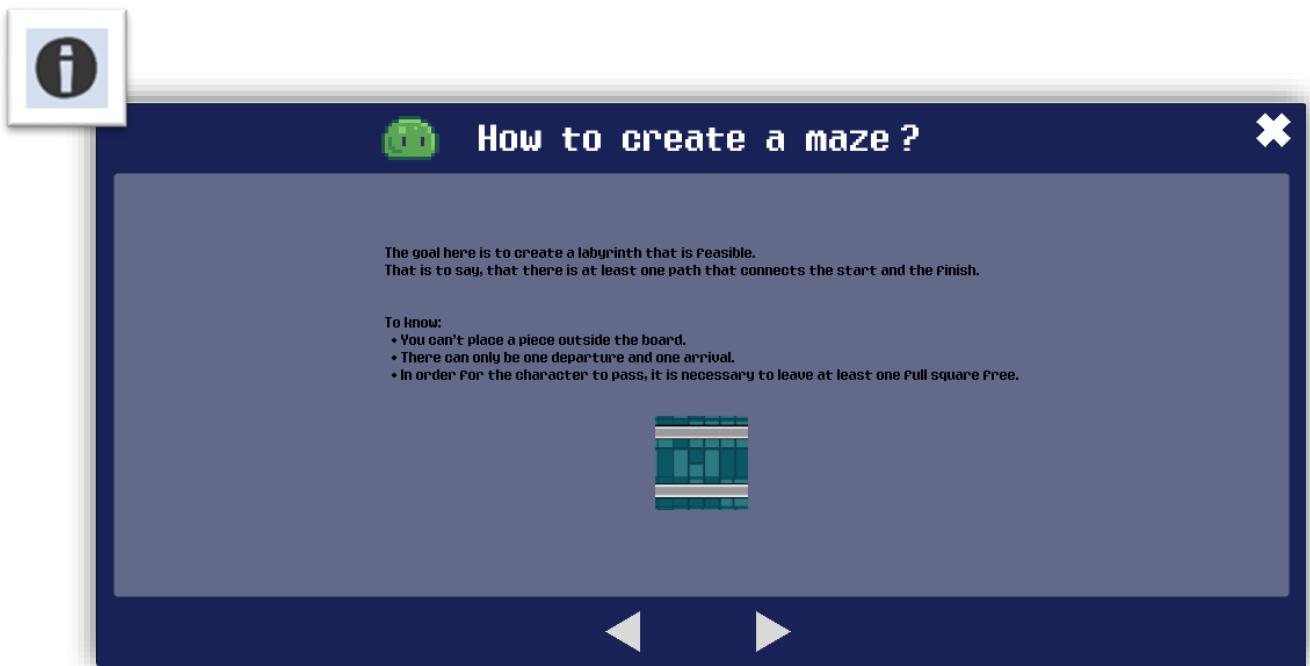 How to create a maze ?
The goal here is to create a labyrinth that is feasible.
That is to say, that there is at least one path that connects the start and the finish.
To know:
• You can't place a piece outside the board.
• There can only be one departure and one arrival.
• In order for the character to pass, it is necessary to leave at least one full square free.